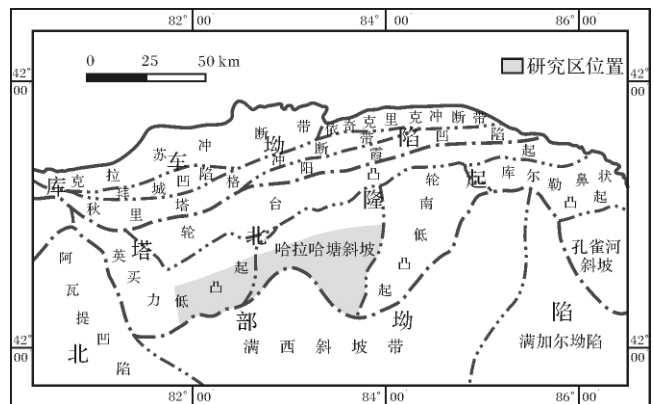 82° 00′ 84° 00′ 86° 00′
42° 00′
42° 00′
0 25 50 km
研究区位置
克拉苏冲断带
依奇克里克冲断带
库车坳陷
拜城凹陷
阳霞凹陷
秋里塔格冲断带
塔北隆起
轮台凸起
库尔勒鼻状凸起
轮南低凸起
英买力低凸起
哈拉哈塘斜坡
孔雀河
斜坡
阿瓦提凹陷
北部坳陷
满西斜坡带
满加尔坳陷
42° 00′
42° 00′
82° 00′ 84° 00′ 86° 00′